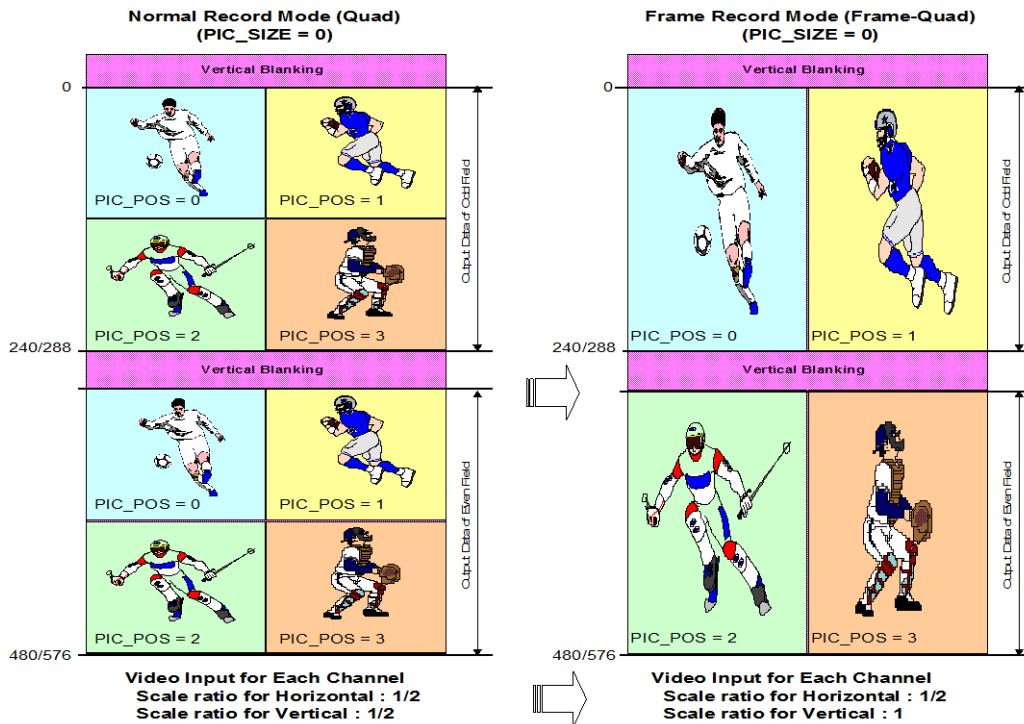 Normal Record Mode (Quad)
(PIC_SIZE = 0)
Vertical Blanking
0
PIC_POS = 0
PIC_POS = 1
PIC_POS = 2
PIC_POS = 3
Output Data of Odd Field
240/288
Vertical Blanking
PIC_POS = 0
PIC_POS = 1
PIC_POS = 2
PIC_POS = 3
Output Data of Even Field
480/576
Video Input for Each Channel
Scale ratio for Horizontal : 1/2
Scale ratio for Vertical : 1/2
Frame Record Mode (Frame-Quad)
(PIC_SIZE = 0)
Vertical Blanking
0
PIC_POS = 0
PIC_POS = 1
Output Data of Odd Field
240/288
Vertical Blanking
PIC_POS = 2
PIC_POS = 3
Output Data of Even Field
480/576
Video Input for Each Channel
Scale ratio for Horizontal : 1/2
Scale ratio for Vertical : 1